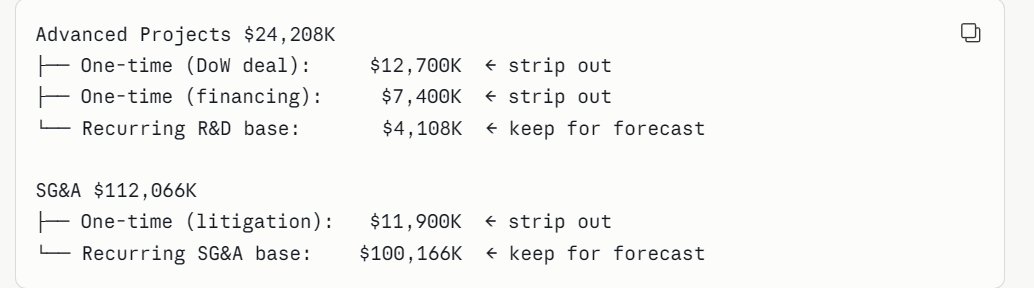 Advanced Projects $24,208K
├── One-time (DoW deal):     $12,700K  ← strip out
├── One-time (financing):     $7,400K  ← strip out
└── Recurring R&D base:       $4,108K  ← keep for forecast
SG&A $112,066K
├── One-time (litigation):   $11,900K  ← strip out
└── Recurring SG&A base:    $100,166K  ← keep for forecast